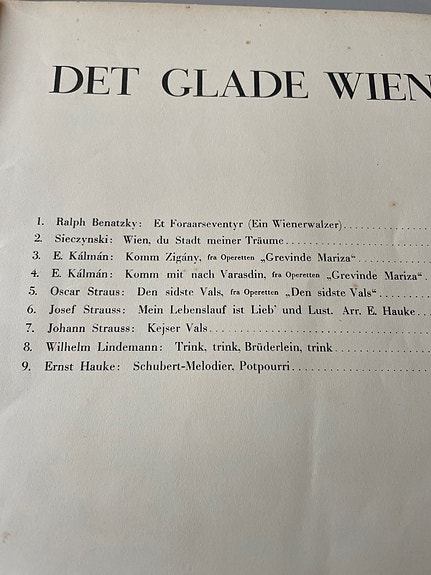 DET GLADE WIEN
1. Ralph Benatzky: Et Foraarseventyr (Ein Wienerwalzer)
2. Sieczynski: Wien, du Stadt meiner Träume
3. E. Kálmán: Komm Zigány, fra Operetten „Grevinde Mariza“
4. E. Kálmán: Komm mit nach Varasdin, fra Operetten „Grevinde Mariza“
5. Oscar Straus: Den sidste Vals, fra Operetten „Den sidste Vals“
6. Josef Strauss: Mein Lebenslauf ist Lieb' und Lust. Arr. E. Hauke
7. Johann Strauss: Kejser Vals
8. Wilhelm Lindemann: Trink, trink, Brüderlein, trink
9. Ernst Hauke: Schubert-Melodier, Potpourri